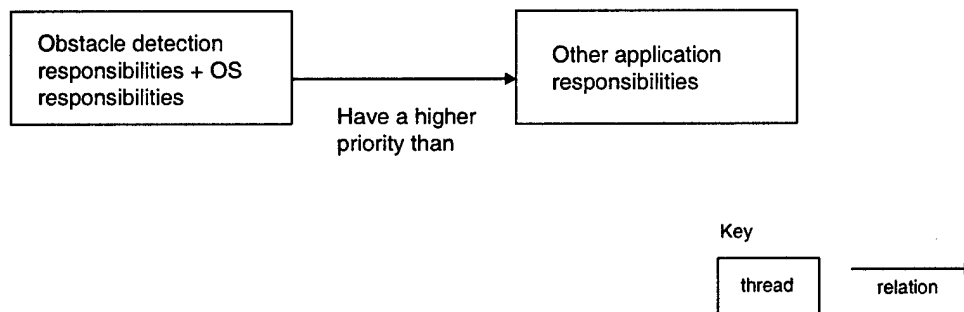 Obstacle detection
responsibilities + OS
responsibilities
Other application
responsibilities
Have a higher
priority than
Key
thread
relation